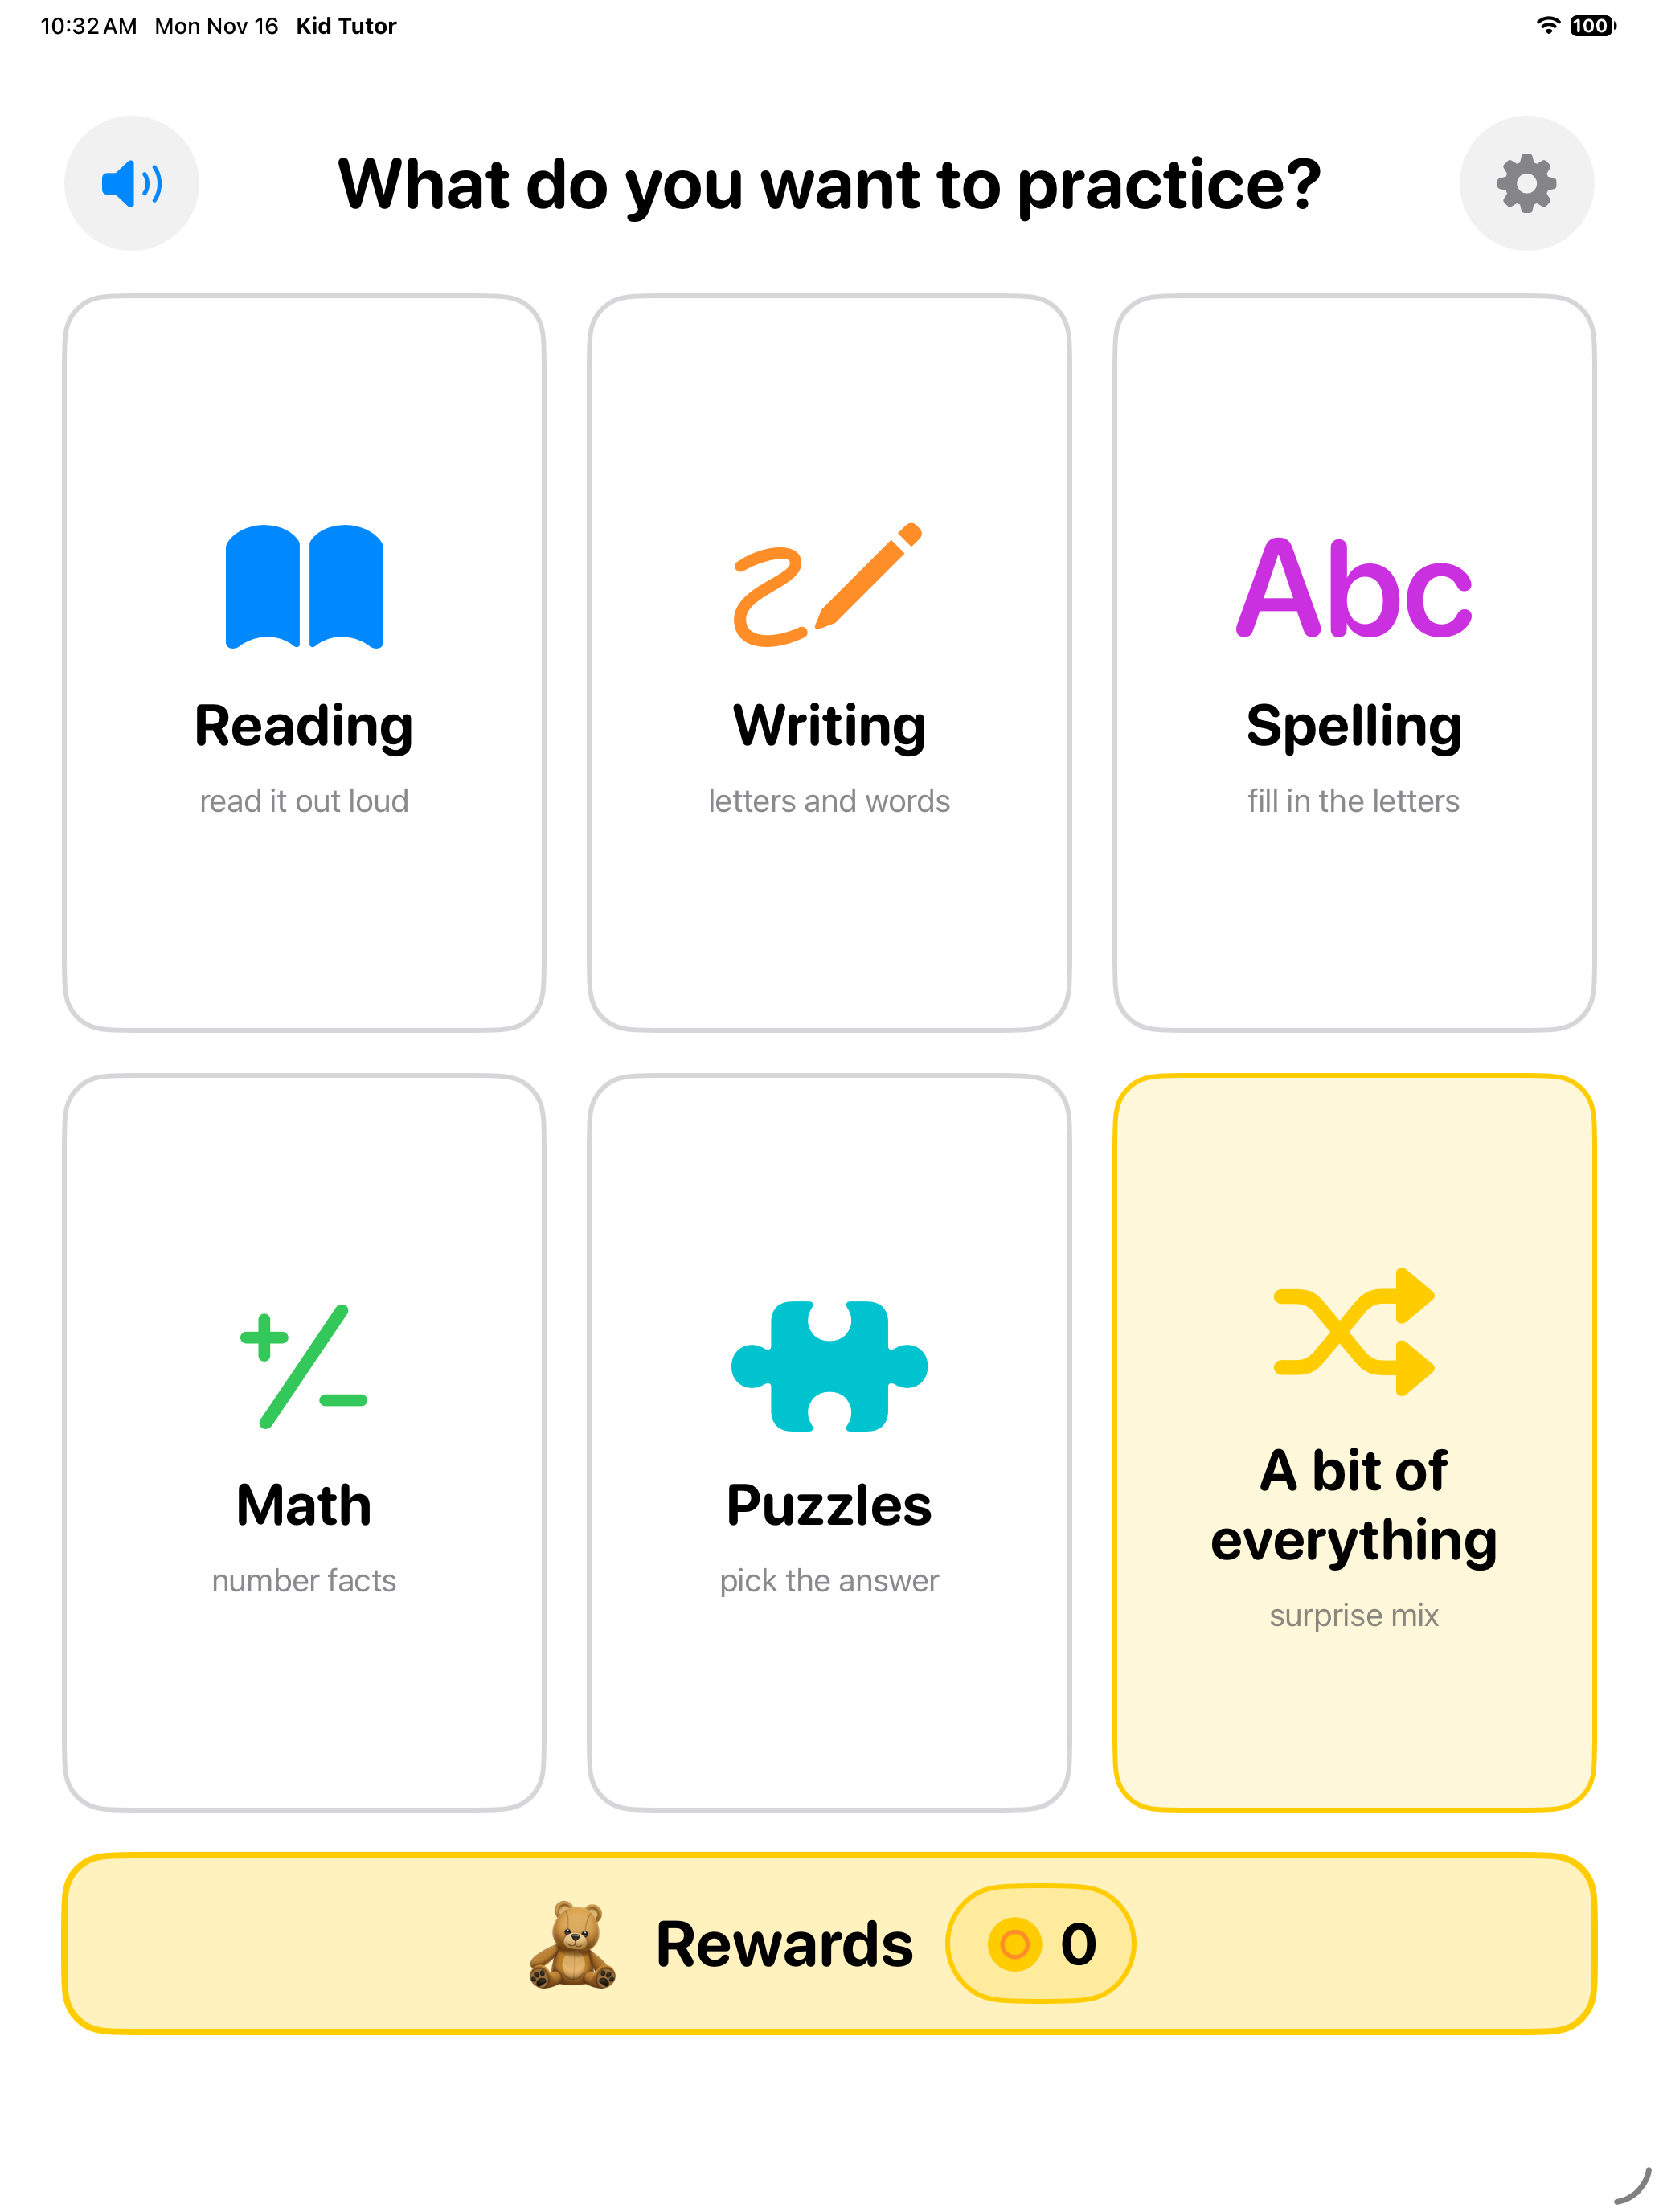 10:32 AM Mon Nov 16 Kid Tutor
100
What do you want to practice?
Abc
Reading
read it out loud
Writing
letters and words
Spelling
fill in the letters
Math
number facts
Puzzles
pick the answer
A bit of
everything
surprise mix
Rewards 0